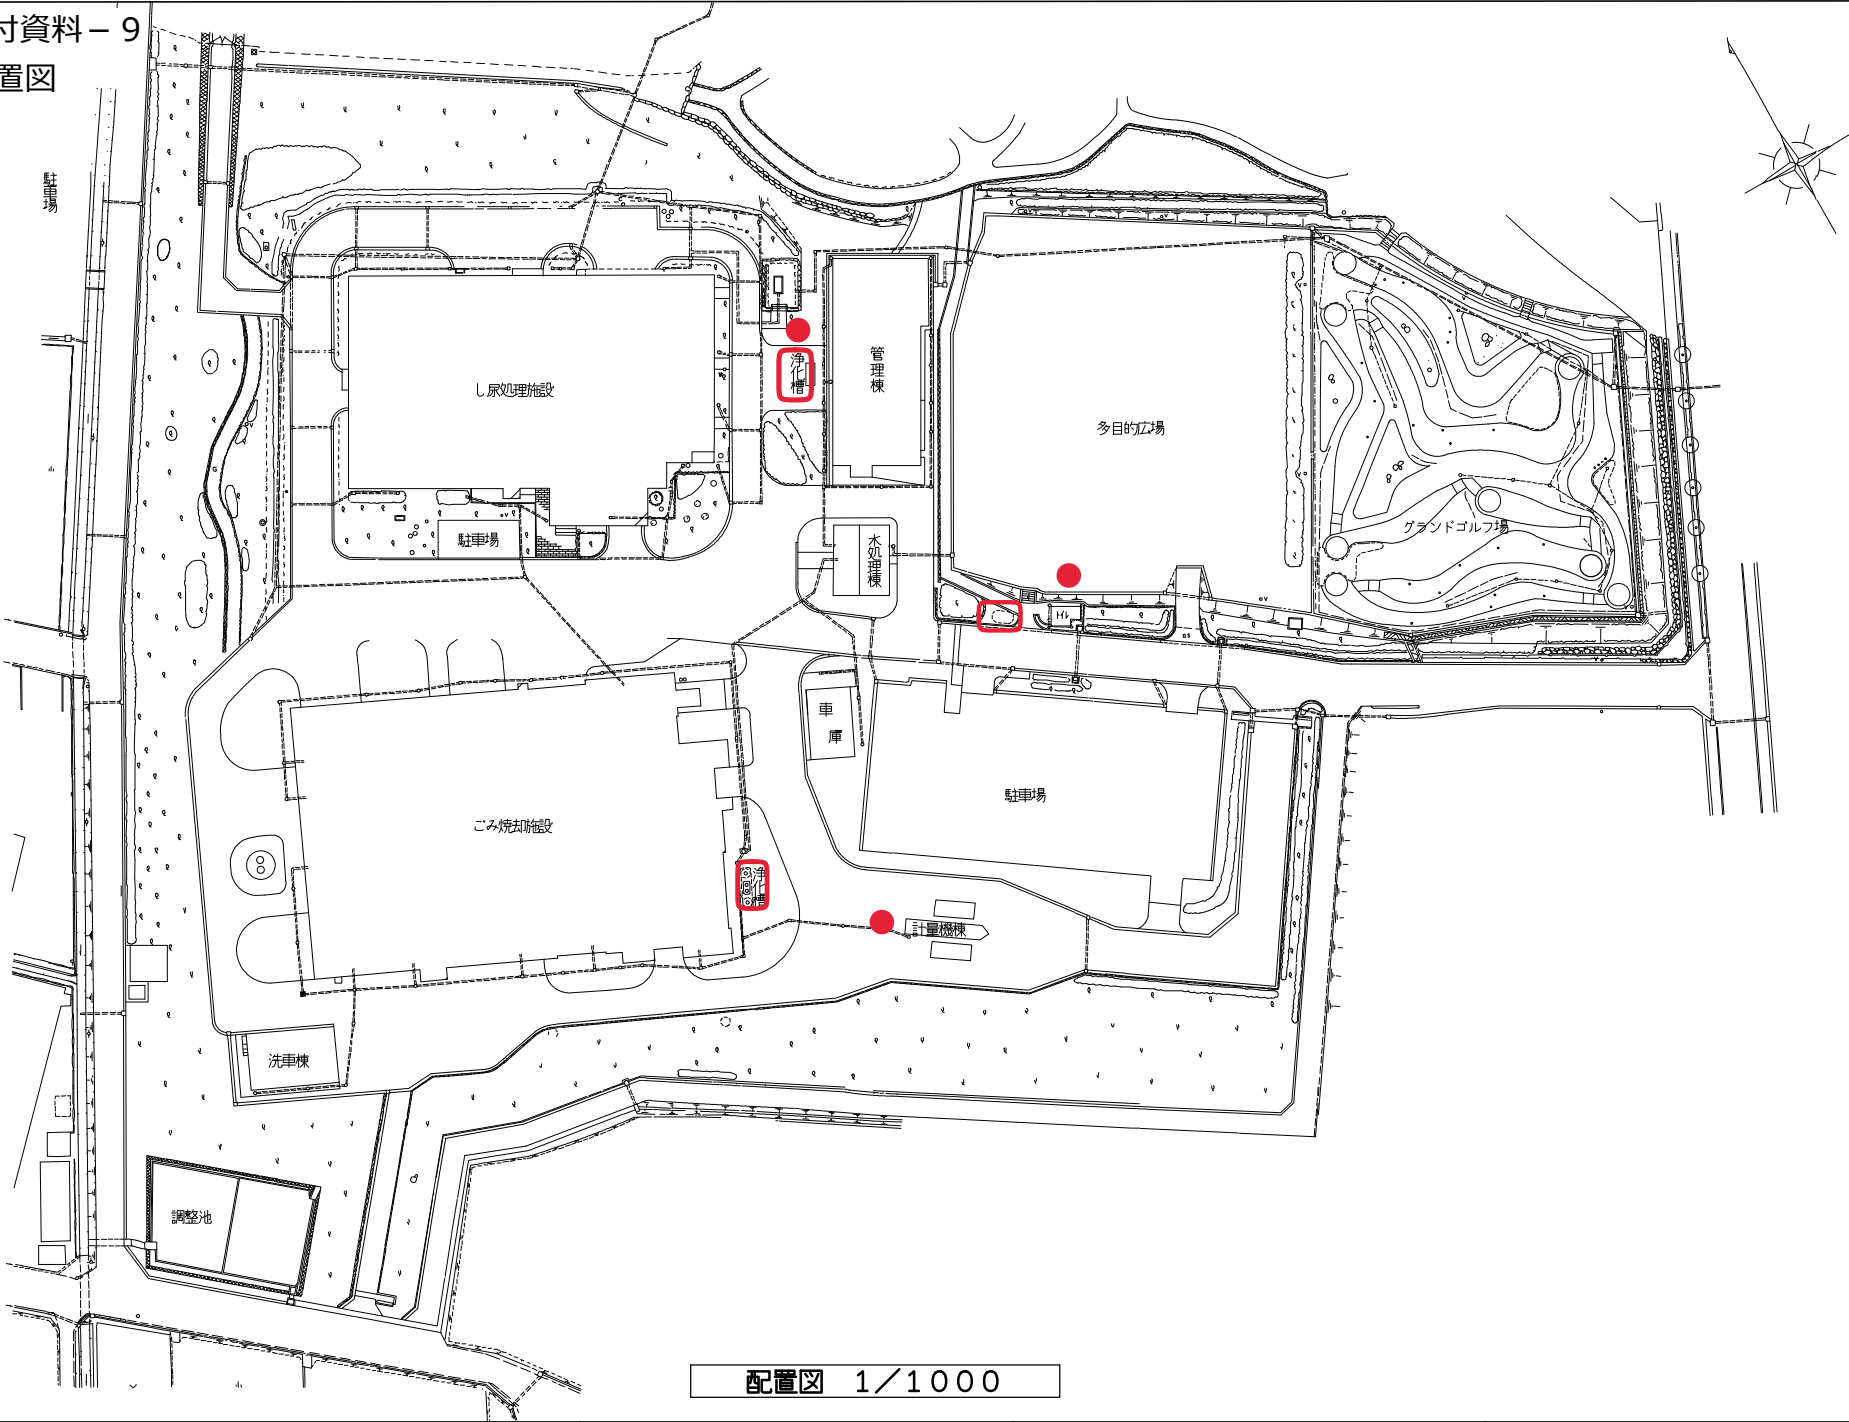 付資料－９
置図
駐車場
し尿処理施設
浄化槽
管理棟
多目的広場
グランドゴルフ場
駐車場
水処理棟
車庫
駐車場
ごみ焼却施設
浄化槽
計量機棟
洗車棟
調整池
配置図　１／１０００